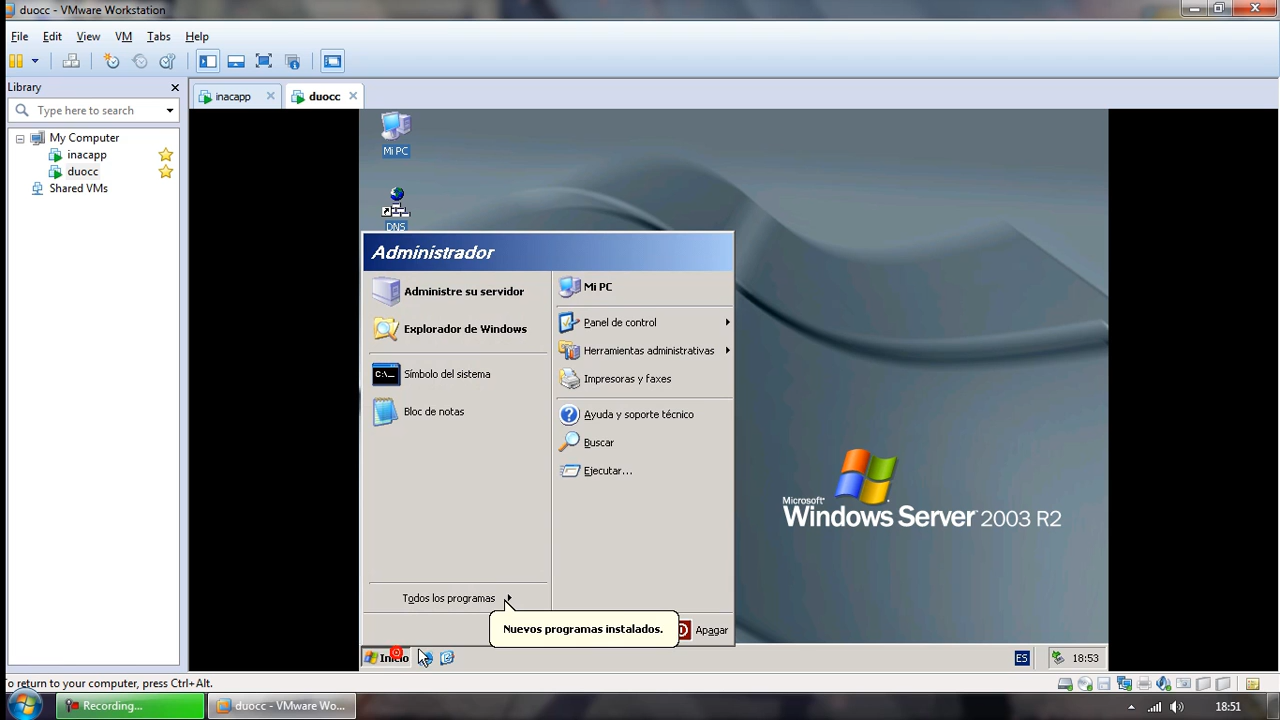 duocc - VMware Workstation
File Edit View VM Tabs Help
Library
Type here to search
My Computer
inacapp
duocc
Shared VMs
inacapp
duocc
Mi PC
DNS
Administrador
Administre su servidor
Explorador de Windows
Símbolo del sistema
Bloc de notas
Todos los programas
Mi PC
Panel de control
Herramientas administrativas
Impresoras y faxes
Ayuda y soporte técnico
Buscar
Ejecutar...
Nuevos programas instalados.
Apagar
Microsoft
Windows Server 2003 R2
Inicio
ES
18:53
To return to your computer, press Ctrl+Alt.
Recording...
duocc - VMware Wo...
18:51